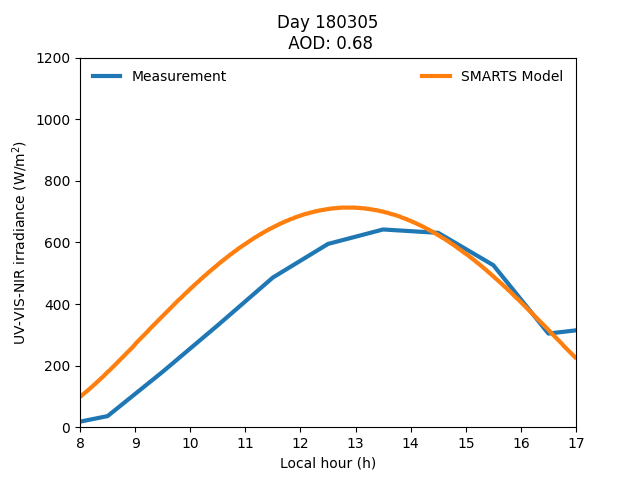 Day 180305
AOD: 0.68
Measurement
SMARTS Model
1200
1000
800
600
400
200
0
UV-VIS-NIR irradiance (W/m²)
8 9 10 11 12 13 14 15 16 17
Local hour (h)